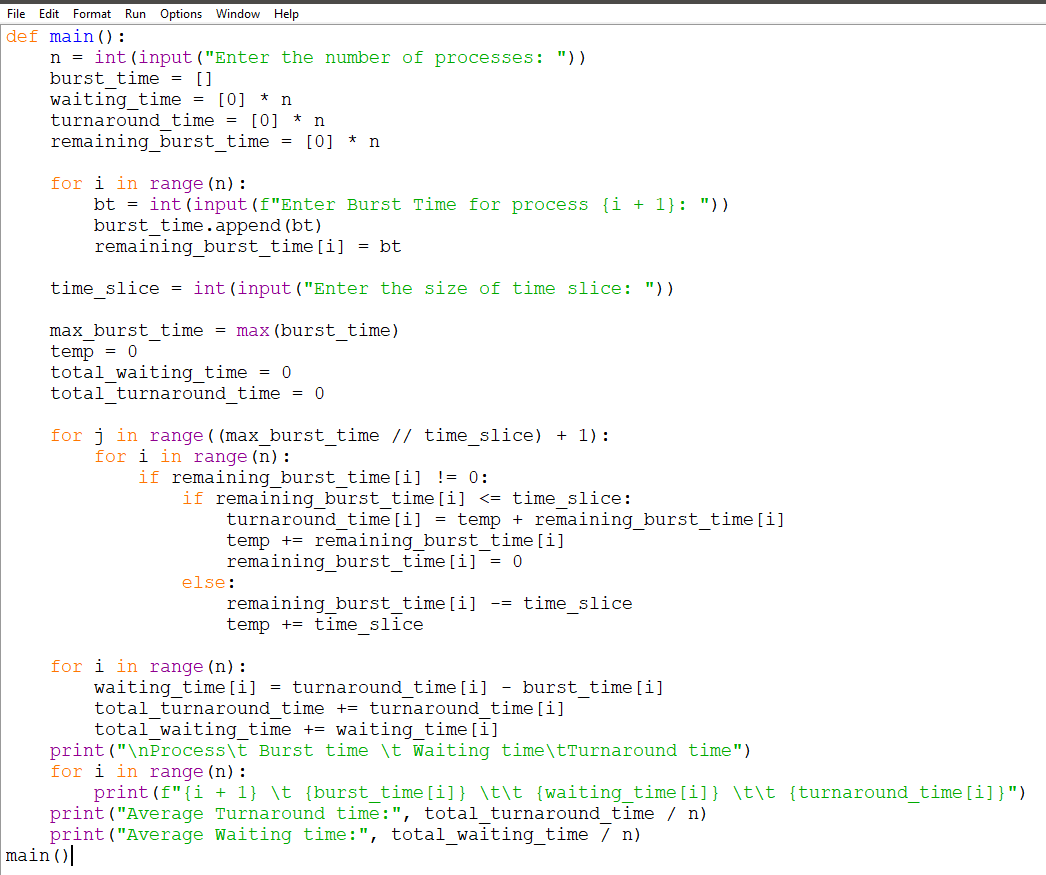 File Edit Format Run Options Window Help
def main():
    n = int(input("Enter the number of processes: "))
    burst_time = []
    waiting_time = [0] * n
    turnaround_time = [0] * n
    remaining_burst_time = [0] * n

    for i in range(n):
        bt = int(input(f"Enter Burst Time for process {i + 1}: "))
        burst_time.append(bt)
        remaining_burst_time[i] = bt

    time_slice = int(input("Enter the size of time slice: "))

    max_burst_time = max(burst_time)
    temp = 0
    total_waiting_time = 0
    total_turnaround_time = 0

    for j in range((max_burst_time // time_slice) + 1):
        for i in range(n):
            if remaining_burst_time[i] != 0:
                if remaining_burst_time[i] <= time_slice:
                    turnaround_time[i] = temp + remaining_burst_time[i]
                    temp += remaining_burst_time[i]
                    remaining_burst_time[i] = 0
                else:
                    remaining_burst_time[i] -= time_slice
                    temp += time_slice

    for i in range(n):
        waiting_time[i] = turnaround_time[i] - burst_time[i]
        total_turnaround_time += turnaround_time[i]
        total_waiting_time += waiting_time[i]
    print("\nProcess\t Burst time \t Waiting time\tTurnaround time")
    for i in range(n):
        print(f"{i + 1} \t {burst_time[i]} \t\t {waiting_time[i]} \t\t {turnaround_time[i]}")
    print("Average Turnaround time:", total_turnaround_time / n)
    print("Average Waiting time:", total_waiting_time / n)
main()